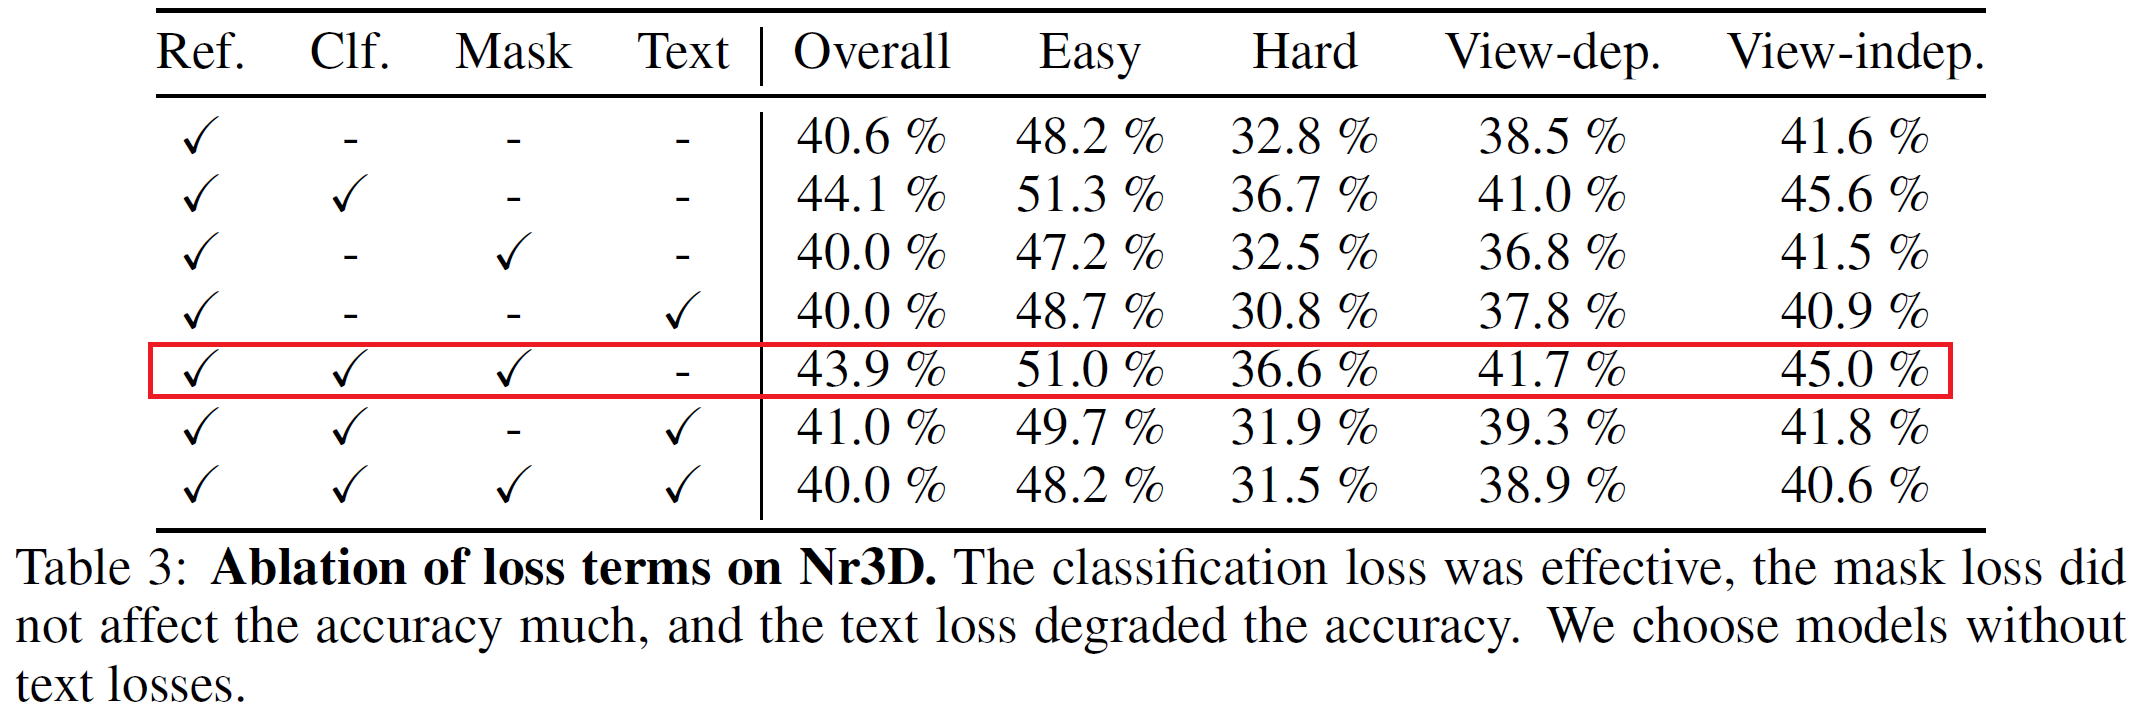 Ref. Clf. Mask Text Overall Easy Hard View-dep. View-indep.
✓ - - - 40.6 % 48.2 % 32.8 % 38.5 % 41.6 %
✓ ✓ - - 44.1 % 51.3 % 36.7 % 41.0 % 45.6 %
✓ - ✓ - 40.0 % 47.2 % 32.5 % 36.8 % 41.5 %
✓ - - ✓ 40.0 % 48.7 % 30.8 % 37.8 % 40.9 %
✓ ✓ ✓ - 43.9 % 51.0 % 36.6 % 41.7 % 45.0 %
✓ ✓ - ✓ 41.0 % 49.7 % 31.9 % 39.3 % 41.8 %
✓ ✓ ✓ ✓ 40.0 % 48.2 % 31.5 % 38.9 % 40.6 %
Table 3: Ablation of loss terms on Nr3D. The classification loss was effective, the mask loss did
not affect the accuracy much, and the text loss degraded the accuracy. We choose models without
text losses.